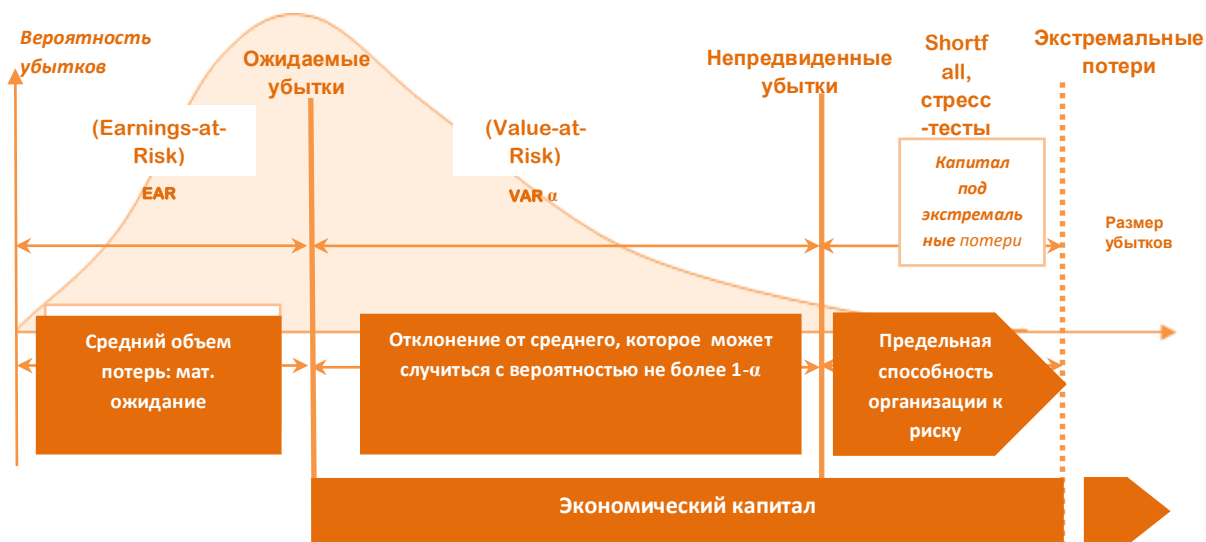 Вероятность
убытков
Ожидаемые
убытки
Непредвиденные
убытки
Shortf
all,
стресс
-тесты
Экстремальные
потери
(Earnings-at-
Risk)
EAR
(Value-at-
Risk)
VAR α
Капитал
под
экстремаль
ные потери
Размер
убытков
Средний объем
потерь: мат.
ожидание
Отклонение от среднего, которое может
случиться с вероятностью не более 1-α
Предельная
способность
организации к
риску
Экономический капитал